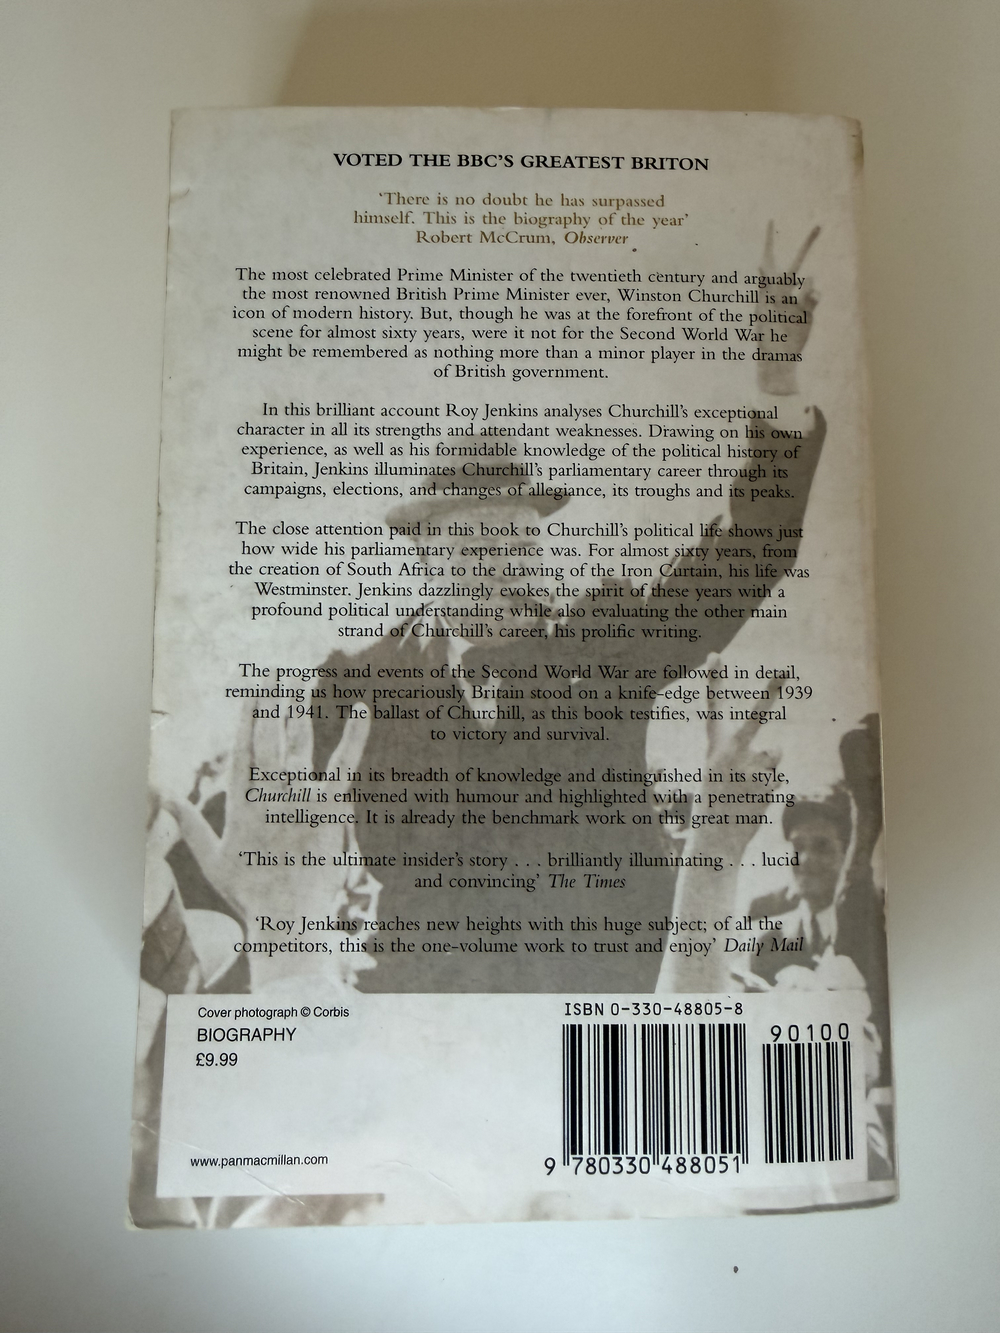 VOTED THE BBC'S GREATEST BRITON
'There is no doubt he has surpassed
himself. This is the biography of the year'
Robert McCrum, Observer
The most celebrated Prime Minister of the twentieth century and arguably
the most renowned British Prime Minister ever, Winston Churchill is an
icon of modern history. But, though he was at the forefront of the political
scene for almost sixty years, were it not for the Second World War he
might be remembered as nothing more than a minor player in the dramas
of British government.
In this brilliant account Roy Jenkins analyses Churchill's exceptional
character in all its strengths and attendant weaknesses. Drawing on his own
experience, as well as his formidable knowledge of the political history of
Britain, Jenkins illuminates Churchill's parliamentary career through its
campaigns, elections, and changes of allegiance, its troughs and its peaks.
The close attention paid in this book to Churchill's political life shows just
how wide his parliamentary experience was. For almost sixty years, from
the creation of South Africa to the drawing of the Iron Curtain, his life was
Westminster. Jenkins dazzlingly evokes the spirit of these years with a
profound political understanding while also evaluating the other main
strand of Churchill's career, his prolific writing.
The progress and events of the Second World War are followed in detail,
reminding us how precariously Britain stood on a knife-edge between 1939
and 1941. The ballast of Churchill, as this book testifies, was integral
to victory and survival.
Exceptional in its breadth of knowledge and distinguished in its style,
Churchill is enlivened with humour and highlighted with a penetrating
intelligence. It is already the benchmark work on this great man.
'This is the ultimate insider's story . . . brilliantly illuminating . . . lucid
and convincing' The Times
'Roy Jenkins reaches new heights with this huge subject; of all the
competitors, this is the one-volume work to trust and enjoy' Daily Mail
Cover photograph © Corbis
BIOGRAPHY
£9.99
www.panmacmillan.com
ISBN 0-330-48805-8
90100
9 780330 488051